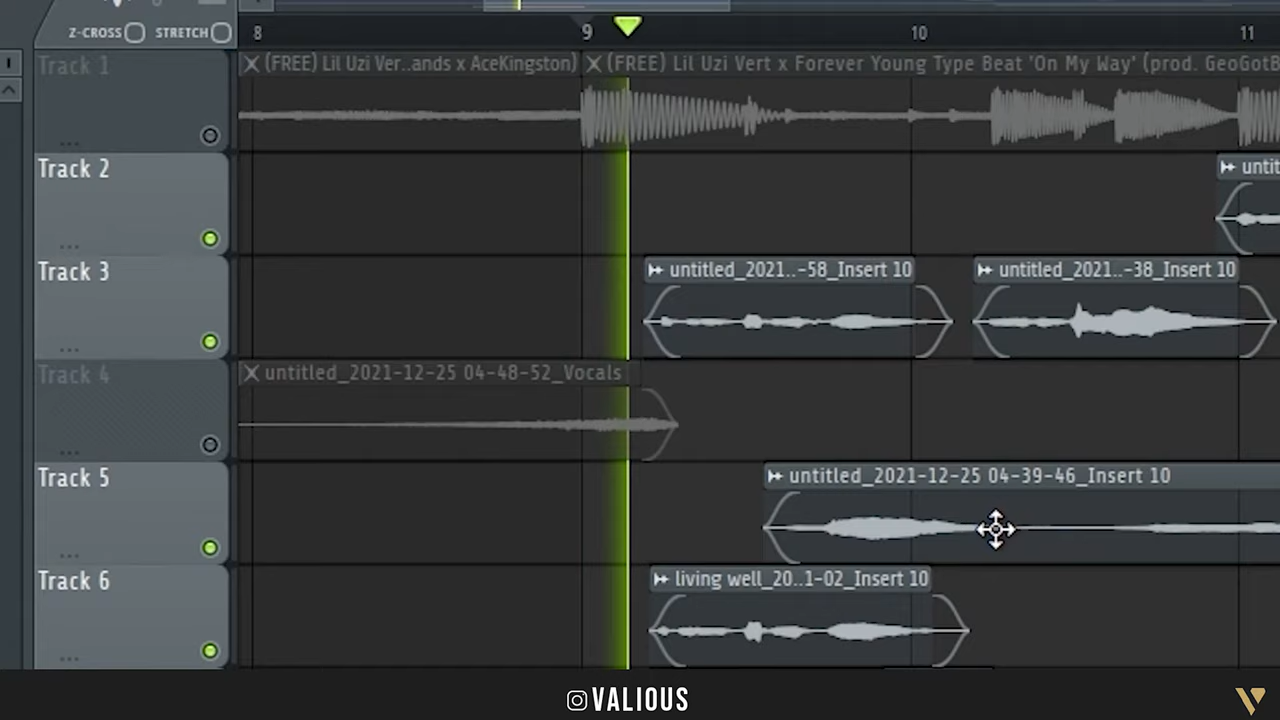 Z-CROSS STRETCH 8 9 10 11
Track 1 (FREE) Lil Uzi Ver..ands x AceKingston) (FREE) Lil Uzi Vert x Forever Young Type Beat 'On My Way' (prod. GeoGotB
Track 2 untit
Track 3 untitled_2021..-58_Insert 10 untitled_2021..-38_Insert 10
Track 4 untitled_2021-12-25 04-48-52_Vocals
Track 5 untitled_2021-12-25 04-39-46_Insert 10
Track 6 living well_20..1-02_Insert 10
VALIOUS